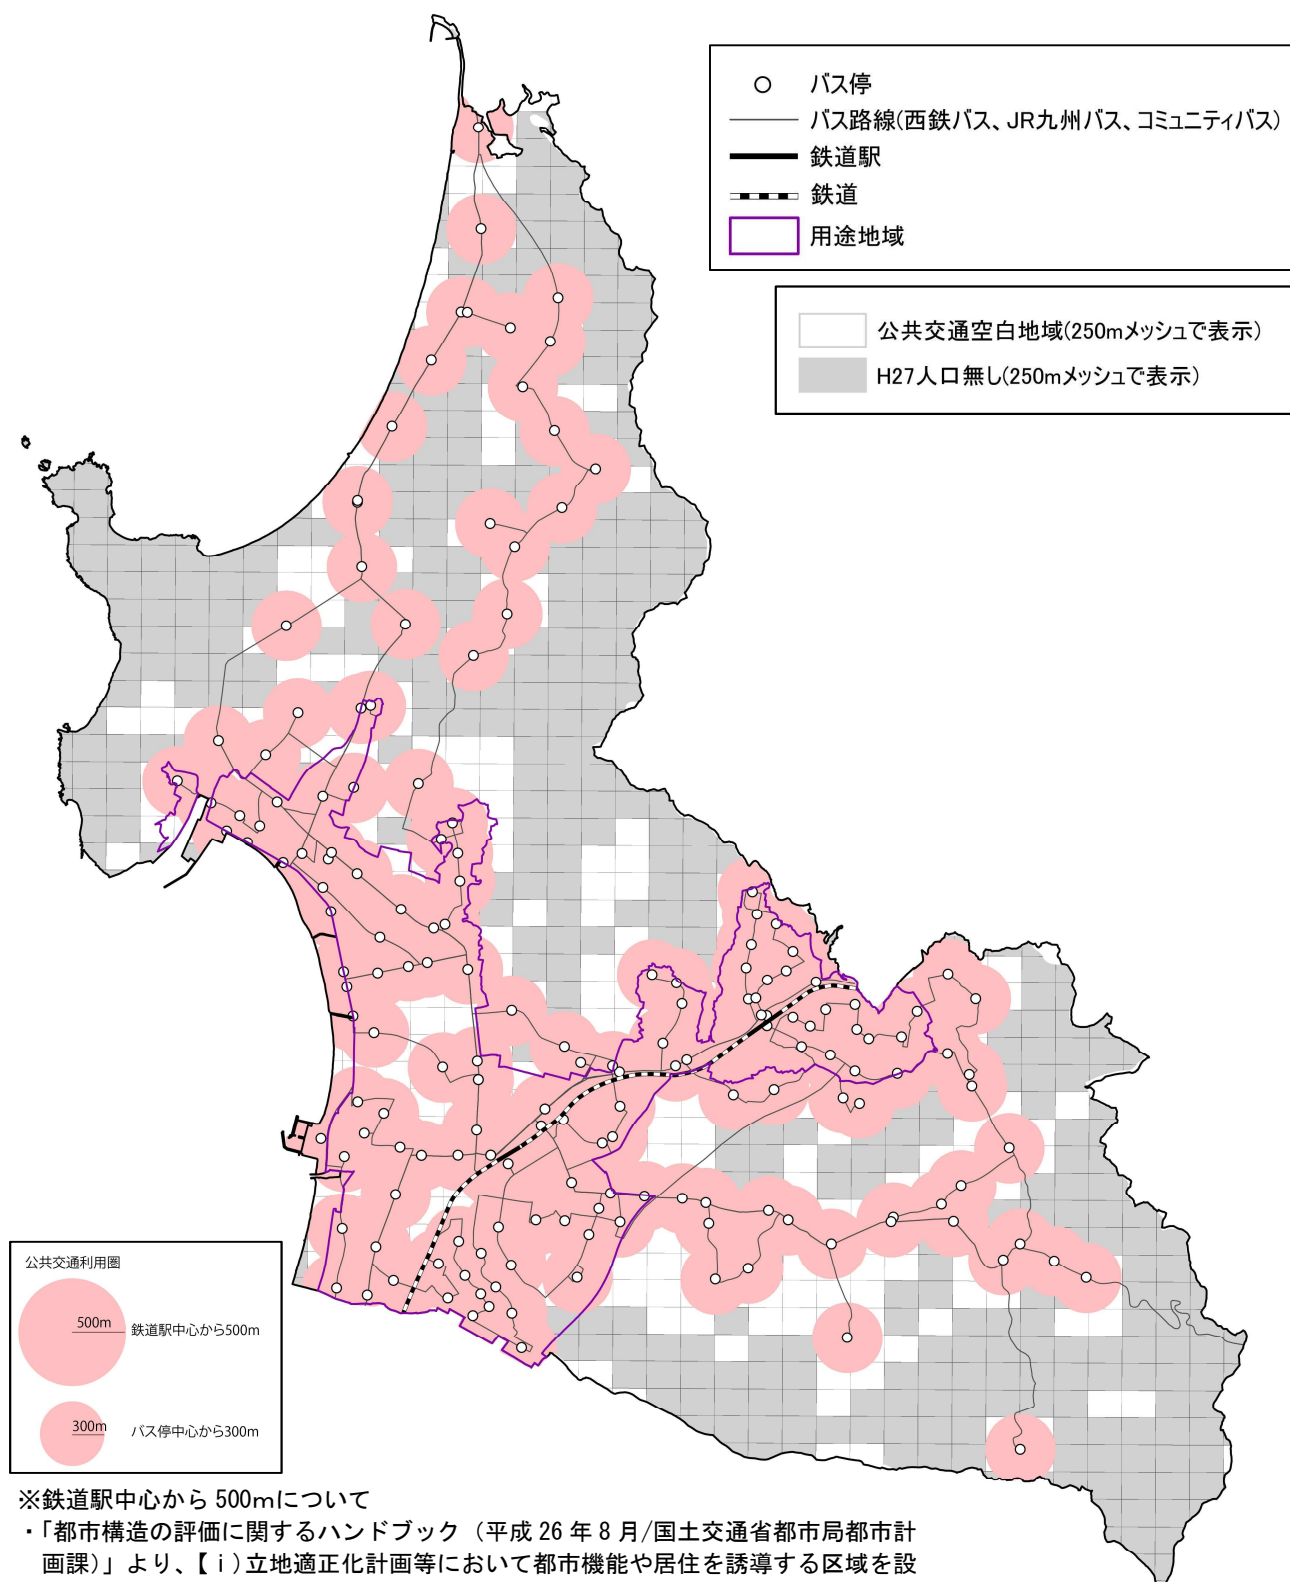 バス停
バス路線(西鉄バス、JR九州バス、コミュニティバス)
鉄道駅
鉄道
用途地域
公共交通空白地域(250mメッシュで表示)
H27人口無し(250mメッシュで表示)
公共交通利用圏
500m
鉄道駅中心から500m
300m
バス停中心から300m
※鉄道駅中心から 500mについて
・「都市構造の評価に関するハンドブック（平成 26 年 8 月/国土交通省都市局都市計
画課）」より、【ⅰ)立地適正化計画等において都市機能や居住を誘導する区域を設